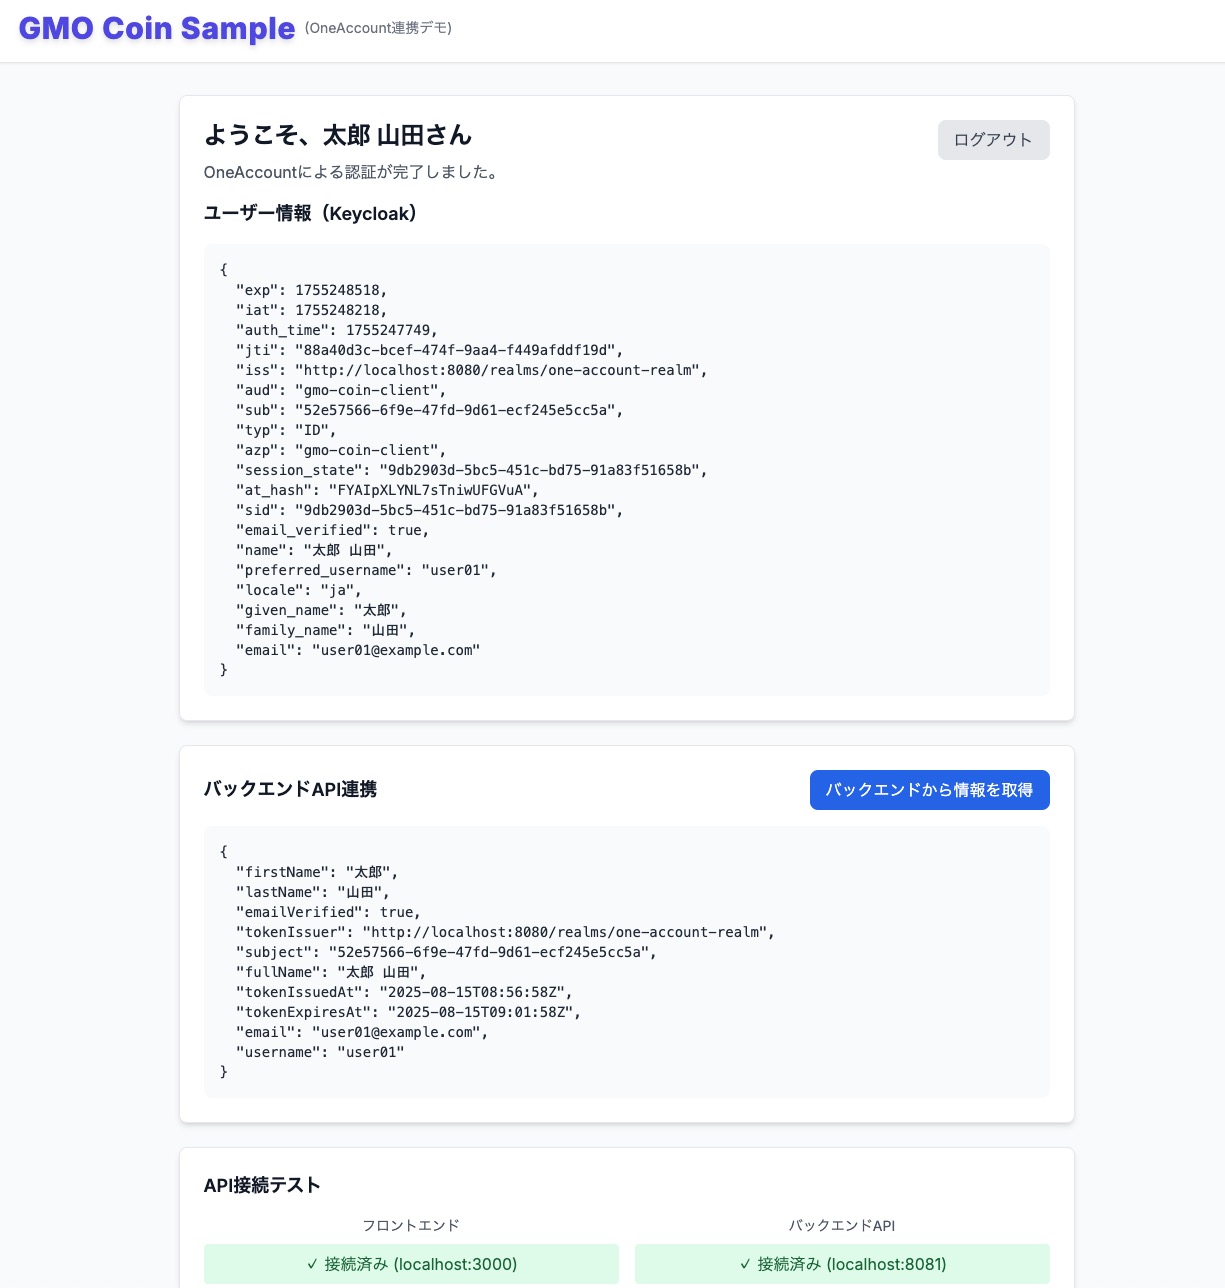 GMO Coin Sample (OneAccount連携デモ)
ようこそ、太郎 山田さん
ログアウト
OneAccountによる認証が完了しました。
ユーザー情報（Keycloak）
{
  "exp": 1755248518,
  "iat": 1755248218,
  "auth_time": 1755247749,
  "jti": "88a40d3c-bcef-474f-9aa4-f449afddf19d",
  "iss": "http://localhost:8080/realms/one-account-realm",
  "aud": "gmo-coin-client",
  "sub": "52e57566-6f9e-47fd-9d61-ecf245e5cc5a",
  "typ": "ID",
  "azp": "gmo-coin-client",
  "session_state": "9db2903d-5bc5-451c-bd75-91a83f51658b",
  "at_hash": "FYAIpXLYNL7sTniwUFGVuA",
  "sid": "9db2903d-5bc5-451c-bd75-91a83f51658b",
  "email_verified": true,
  "name": "太郎 山田",
  "preferred_username": "user01",
  "locale": "ja",
  "given_name": "太郎",
  "family_name": "山田",
  "email": "user01@example.com"
}
バックエンドAPI連携
バックエンドから情報を取得
{
  "firstName": "太郎",
  "lastName": "山田",
  "emailVerified": true,
  "tokenIssuer": "http://localhost:8080/realms/one-account-realm",
  "subject": "52e57566-6f9e-47fd-9d61-ecf245e5cc5a",
  "fullName": "太郎 山田",
  "tokenIssuedAt": "2025-08-15T08:56:58Z",
  "tokenExpiresAt": "2025-08-15T09:01:58Z",
  "email": "user01@example.com",
  "username": "user01"
}
API接続テスト
フロントエンド
✓ 接続済み (localhost:3000)
バックエンドAPI
✓ 接続済み (localhost:8081)